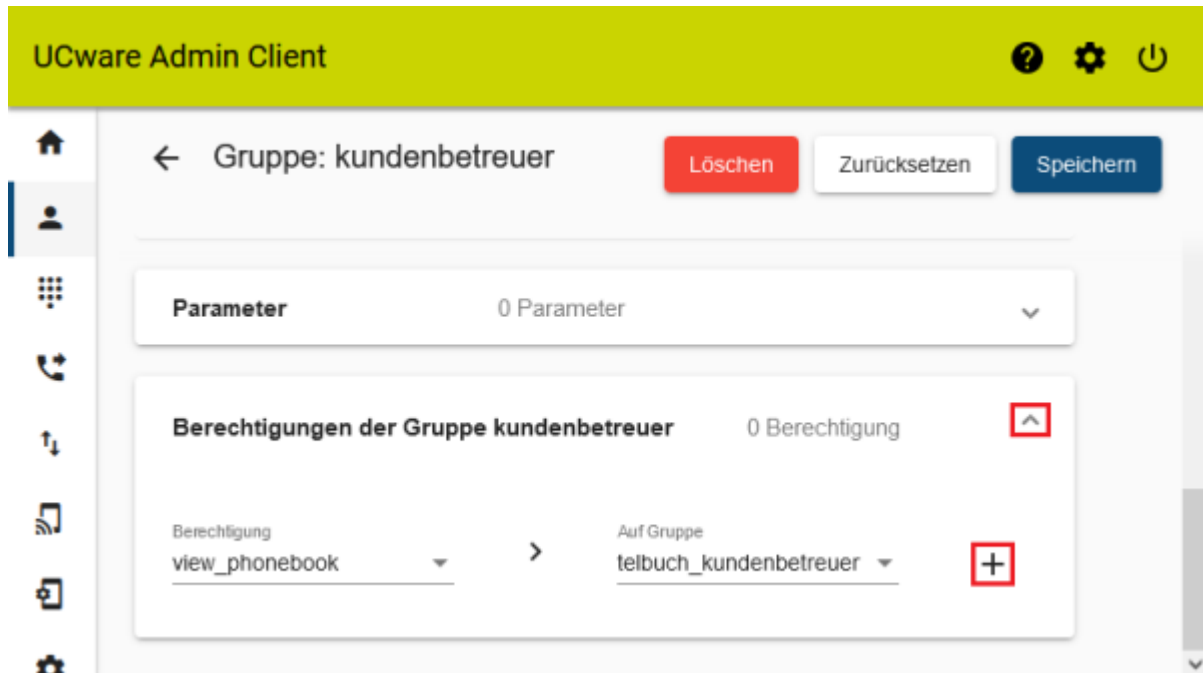 UCware Admin Client
Gruppe: kundenbetreuer
Löschen
Zurücksetzen
Speichern
Parameter 0 Parameter
Berechtigungen der Gruppe kundenbetreuer 0 Berechtigung
Berechtigung Auf Gruppe
view_phonebook telbuch_kundenbetreuer